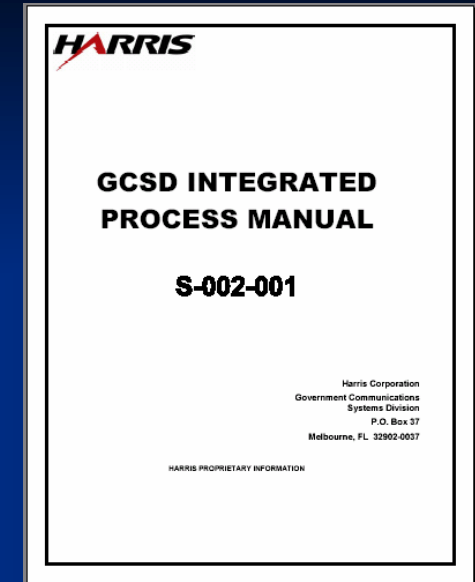 HARRIS
GCSD INTEGRATED
PROCESS MANUAL
S-002-001
Harris Corporation
Government Communications
Systems Division
P.O. Box 37
Melbourne, FL 32902-0037
HARRIS PROPRIETARY INFORMATION